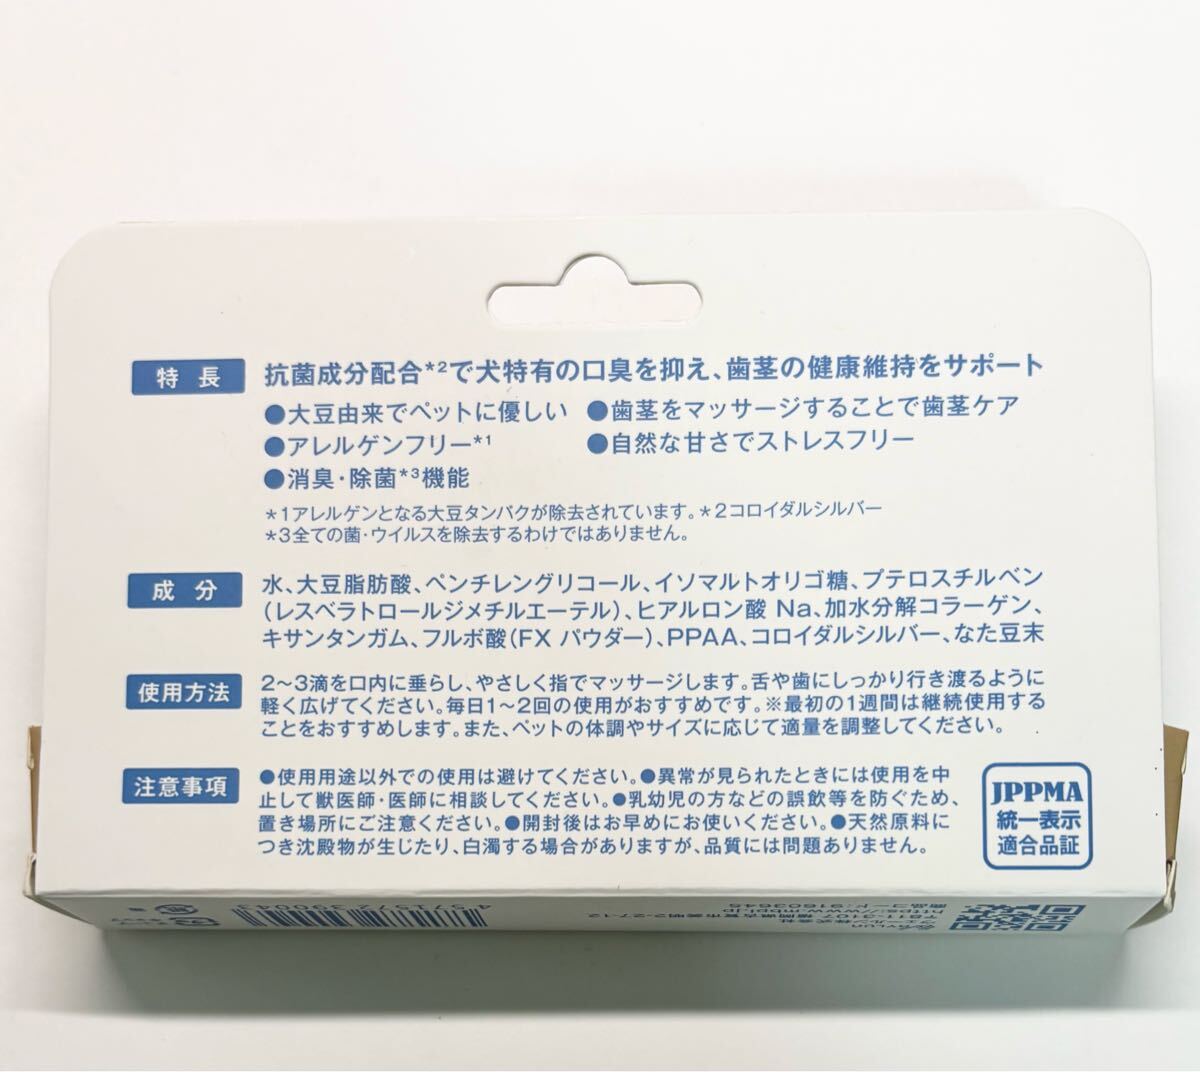 特長
抗菌成分配合*2で犬特有の口臭を抑え、歯茎の健康維持をサポート
●大豆由来でペットに優しい ●歯茎をマッサージすることで歯茎ケア
●アレルゲンフリー*1 ●自然な甘さでストレスフリー
●消臭・除菌*3機能
*1アレルゲンとなる大豆タンパクが除去されています。*2コロイダルシルバー
*3全ての菌・ウイルスを除去するわけではありません。
成分
水、大豆脂肪酸、ペンチレングリコール、イソマルトオリゴ糖、プテロスチルベン
(レスベラトロールジメチルエーテル)、ヒアルロン酸 Na、加水分解コラーゲン、
キサンタンガム、フルボ酸(FX パウダー)、PPAA、コロイダルシルバー、なた豆末
使用方法
2〜3滴を口内に垂らし、やさしく指でマッサージします。舌や歯にしっかり行き渡るように
軽く広げてください。毎日1〜2回の使用がおすすめです。※最初の1週間は継続使用する
ことをおすすめします。また、ペットの体調やサイズに応じて適量を調整してください。
注意事項
●使用用途以外での使用は避けてください。●異常が見られたときには使用を中
止して獣医師・医師に相談してください。●乳幼児の方などの誤飲等を防ぐため、
置き場所にご注意ください。●開封後はお早めにお使いください。●天然原料に
つき沈殿物が生じたり、白濁する場合がありますが、品質には問題ありません。
JPPMA
統一表示
適合品証
4 571572 390043
〒811-3107 福岡県古賀市
2-27-12
商品コード:91603645